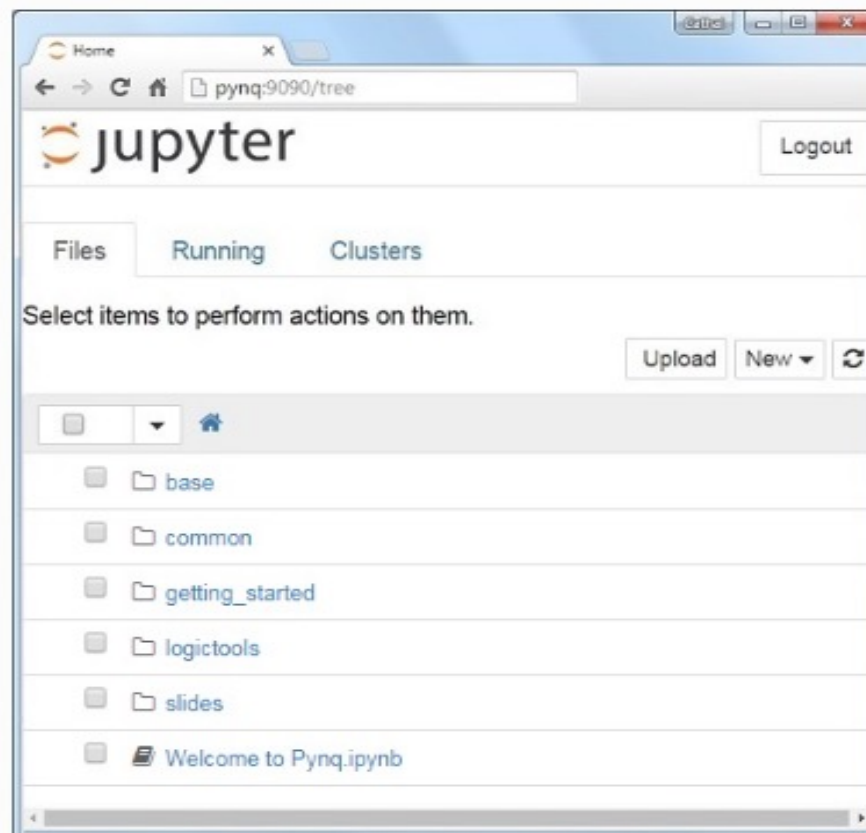 Home
pynq:9090/tree
jupyter
Logout
Files Running Clusters
Select items to perform actions on them.
Upload New
base
common
getting_started
logictools
slides
Welcome to Pynq.ipynb